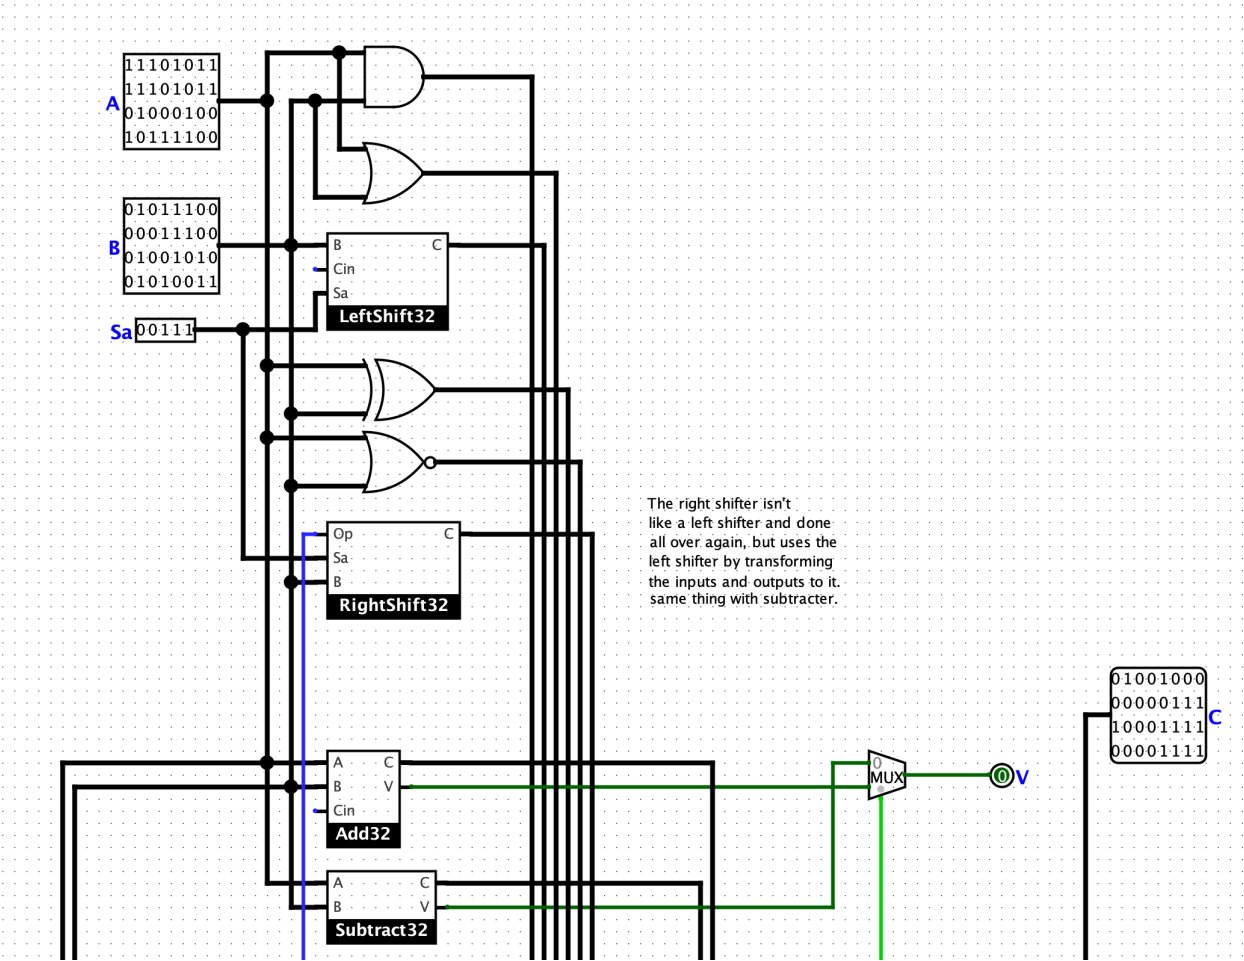 A
11101011
11101011
01000100
10111100
B
01011100
00011100
01001010
01010011
Sa
00111
B
C
Cin
Sa
LeftShift32
Op
C
Sa
B
RightShift32
The right shifter isn't
like a left shifter and done
all over again, but uses the
left shifter by transforming
the inputs and outputs to it.
same thing with subtracter.
01001000
00000111
10001111
00001111
C
A
C
B
V
Cin
Add32
0
MUX
0
V
A
C
B
V
Subtract32